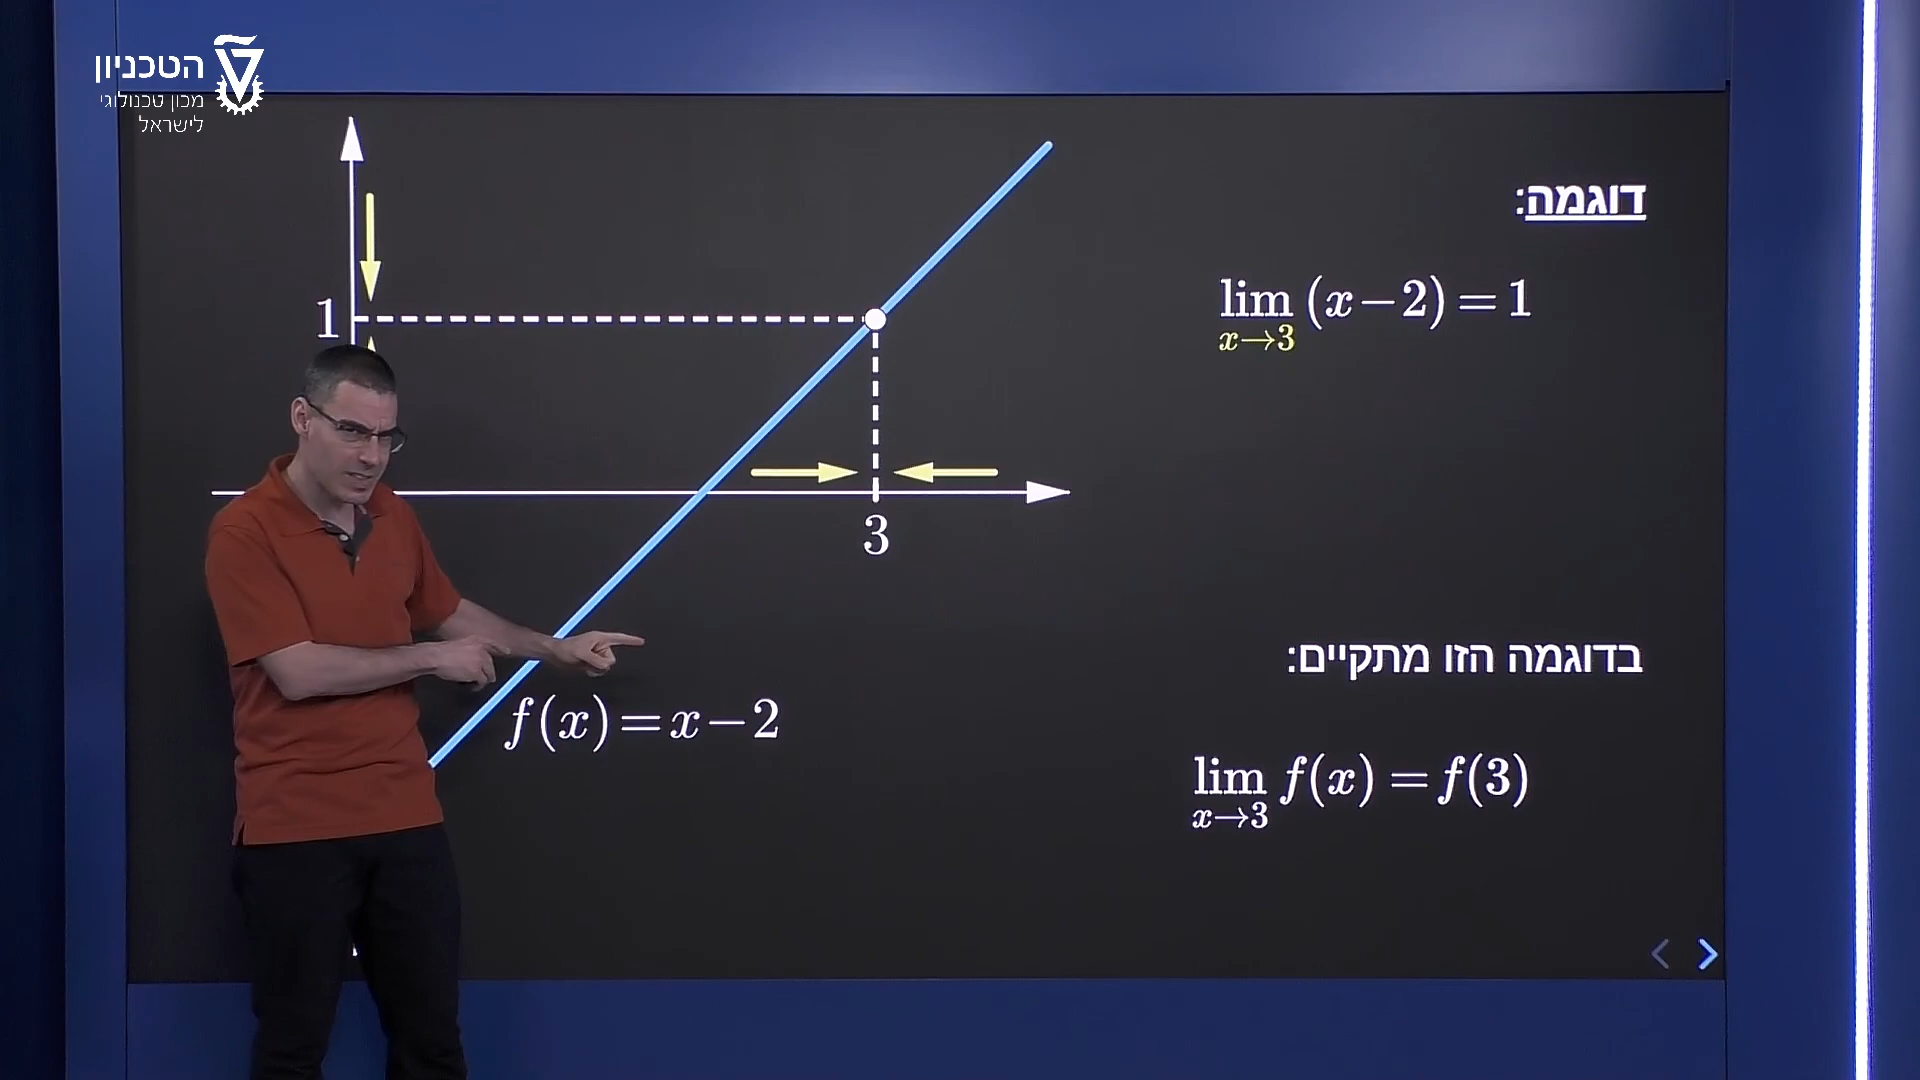 הטכניון
מכון טכנולוגי
לישראל
דוגמה:
lim (x−2)=1
x→3
1
3
f(x)=x−2
בדוגמה הזו מתקיים:
lim f(x)=f(3)
x→3